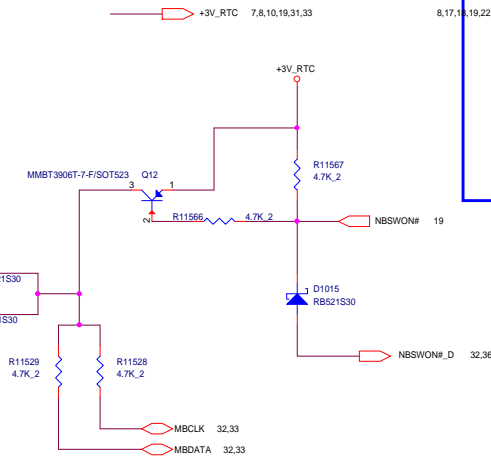 +3V_RTC 7,8,10,19,31,33 8,17,18,19,22
+3V_RTC
MMBT3906T-7-F/SOT523 Q12
3 1
2
R11567
4.7K_2
R11566 4.7K_2
NBSWON# 19
1S30
D1015
RB521S30
1S30
NBSWON#_D 32,36
R11529
4.7K_2
R11528
4.7K_2
MBCLK 32,33
MBDATA 32,33